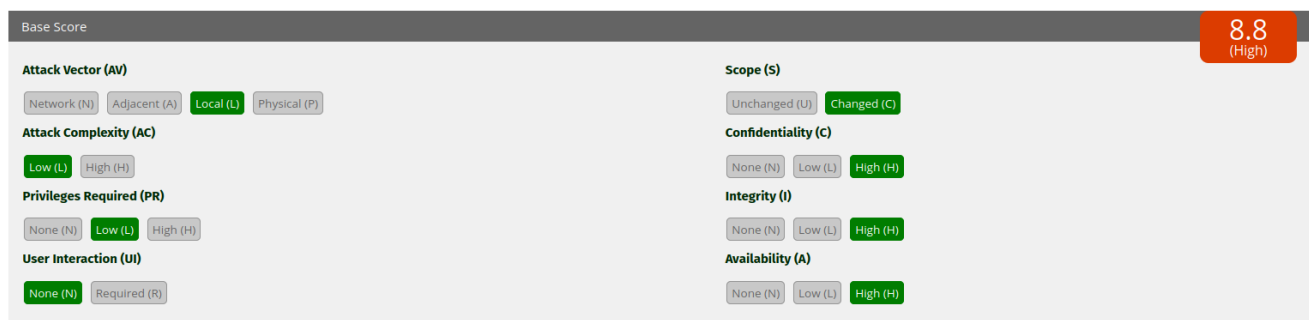 Base Score
8.8
(High)
Attack Vector (AV)
Network (N) Adjacent (A) Local (L) Physical (P)
Attack Complexity (AC)
Low (L) High (H)
Privileges Required (PR)
None (N) Low (L) High (H)
User Interaction (UI)
None (N) Required (R)
Scope (S)
Unchanged (U) Changed (C)
Confidentiality (C)
None (N) Low (L) High (H)
Integrity (I)
None (N) Low (L) High (H)
Availability (A)
None (N) Low (L) High (H)